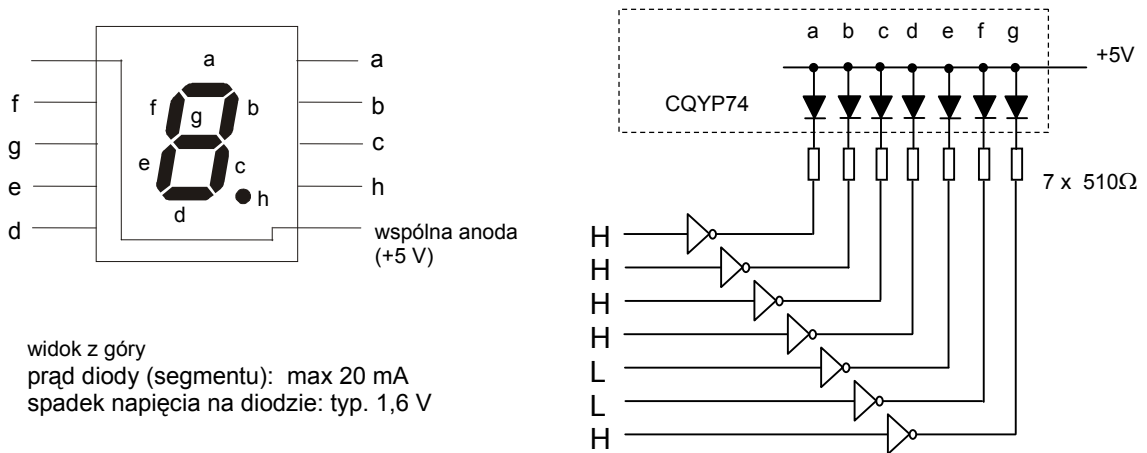 a
f
b
g
c
e
h
d
wspólna anoda
(+5 V)
a
f
g
b
e
c
d
h
widok z góry
prąd diody (segmentu): max 20 mA
spadek napięcia na diodzie: typ. 1,6 V
a b c d e f g
+5V
CQYP74
7 x 510Ω
H
H
H
H
L
L
H